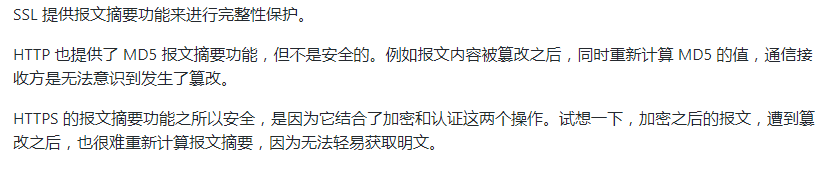 SSL 提供报文摘要功能来进行完整性保护。
HTTP 也提供了 MD5 报文摘要功能，但不是安全的。例如报文内容被篡改之后，同时重新计算 MD5 的值，通信接
收方是无法意识到发生了篡改。
HTTPS 的报文摘要功能之所以安全，是因为它结合了加密和认证这两个操作。试想一下，加密之后的报文，遭到篡
改之后，也很难重新计算报文摘要，因为无法轻易获取明文。